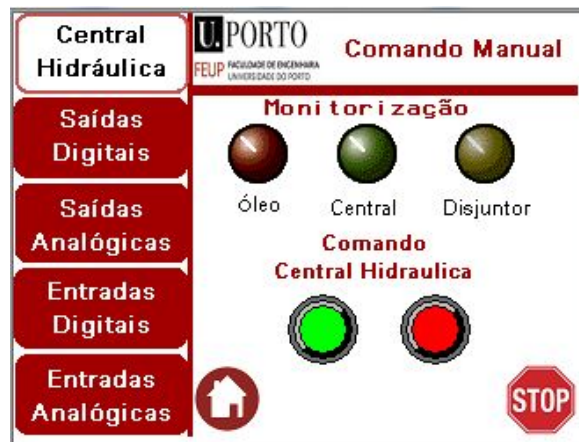 Central
Hidráulica
Saídas
Digitais
Saídas
Analógicas
Entradas
Digitais
Entradas
Analógicas
U. PORTO
FEUP FACULDADE DE ENGENHARIA
UNIVERSIDADE DO PORTO
Comando Manual
Monitorização
Óleo
Central
Disjuntor
Comando
Central Hidraulica
STOP